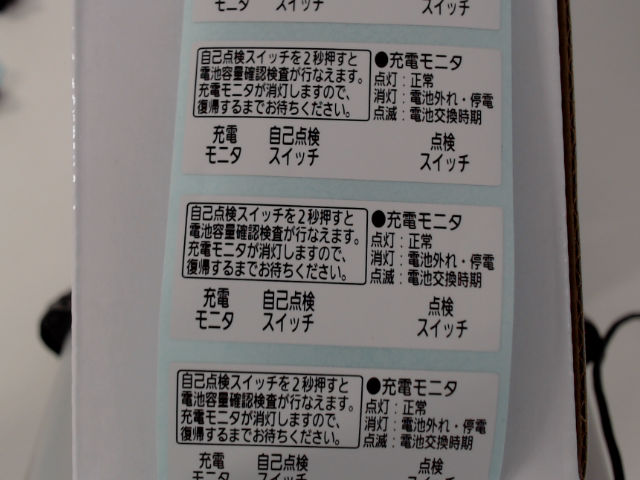 モニタ スイッチ スイッチ
自己点検スイッチを2秒押すと
電池容量確認検査が行なえます。
充電モニタが消灯しますので、
復帰するまでお待ちください。
●充電モニタ
点灯：正常
消灯：電池外れ・停電
点滅：電池交換時期
充電 自己点検 点検
モニタ スイッチ スイッチ
自己点検スイッチを2秒押すと
電池容量確認検査が行なえます。
充電モニタが消灯しますので、
復帰するまでお待ちください。
●充電モニタ
点灯：正常
消灯：電池外れ・停電
点滅：電池交換時期
充電 自己点検 点検
モニタ スイッチ スイッチ
自己点検スイッチを2秒押すと
電池容量確認検査が行なえます。
充電モニタが消灯しますので、
復帰するまでお待ちください。
●充電モニタ
点灯：正常
消灯：電池外れ・停電
点滅：電池交換時期
充電 自己点検 点検